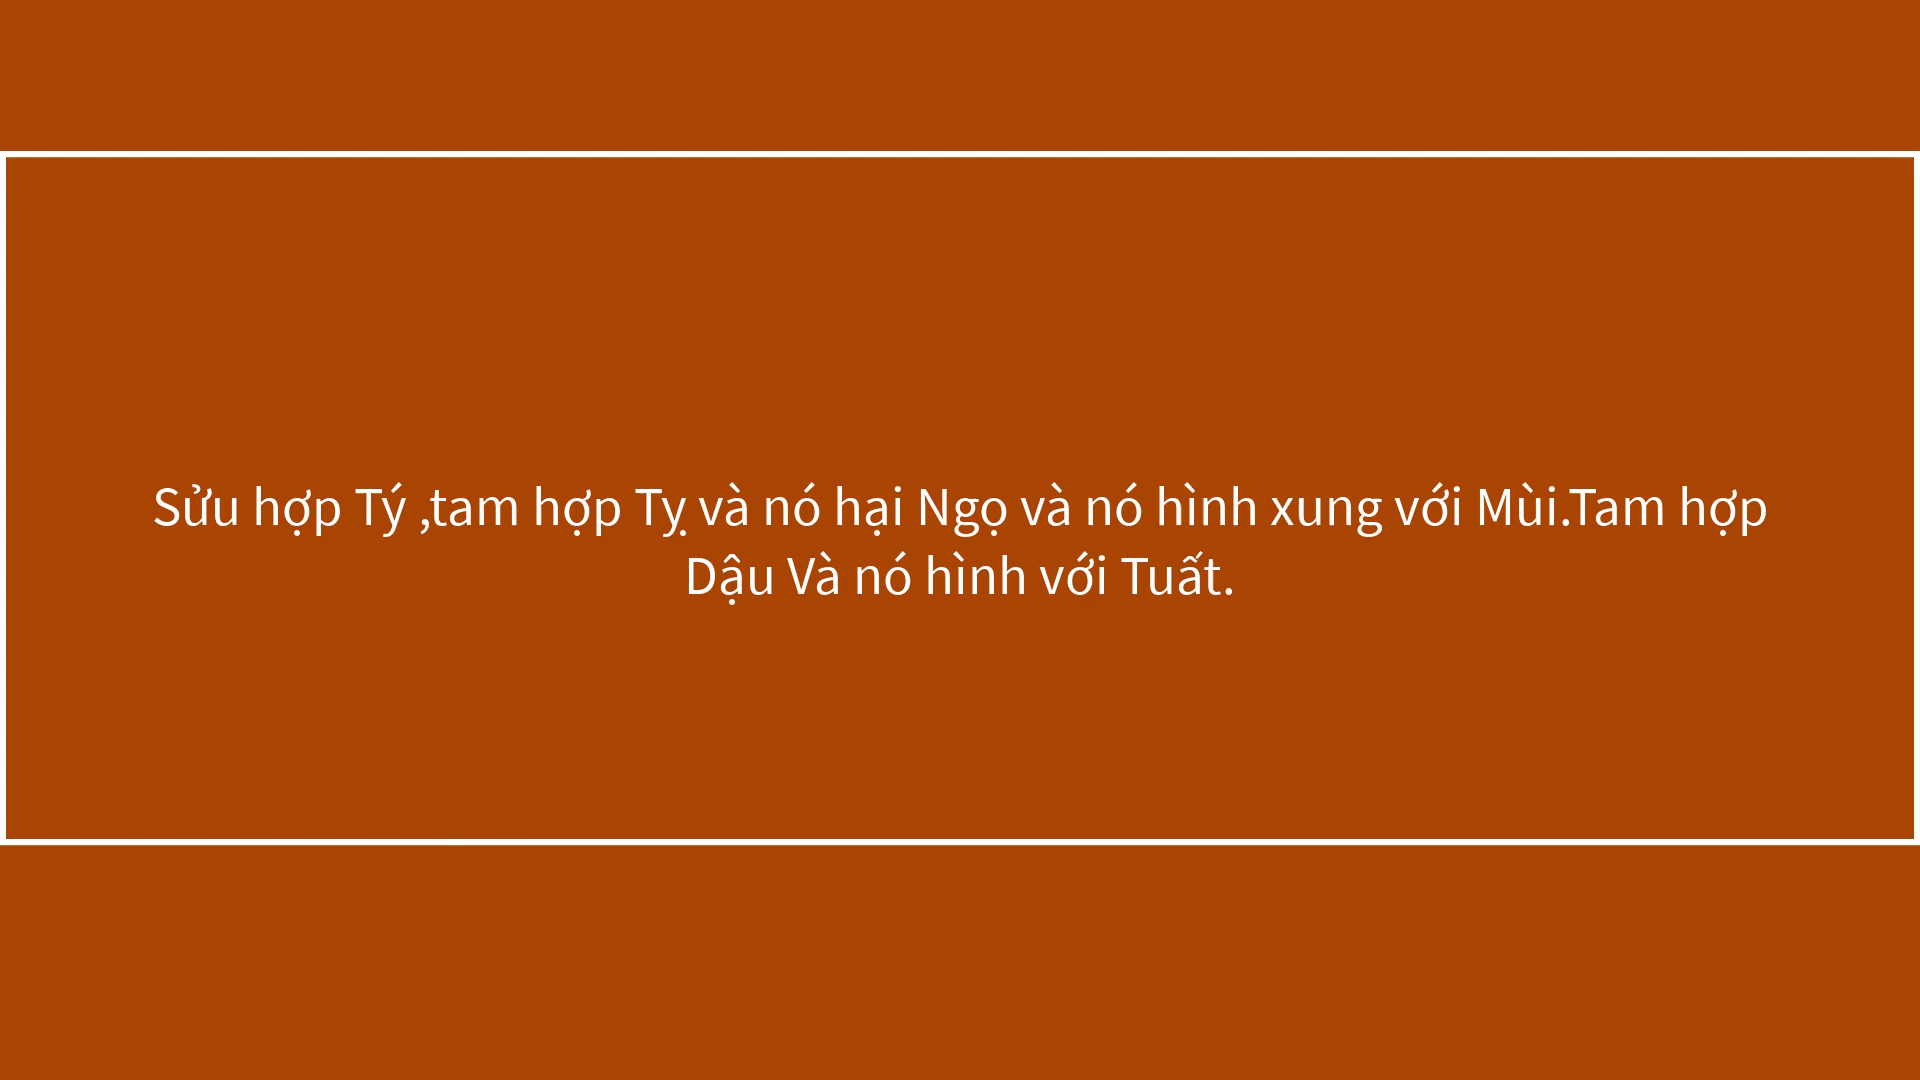 Sửu hợp Tý ,tam hợp Tỵ và nó hại Ngọ và nó hình xung với Mùi.Tam hợp
Dậu Và nó hình với Tuất.